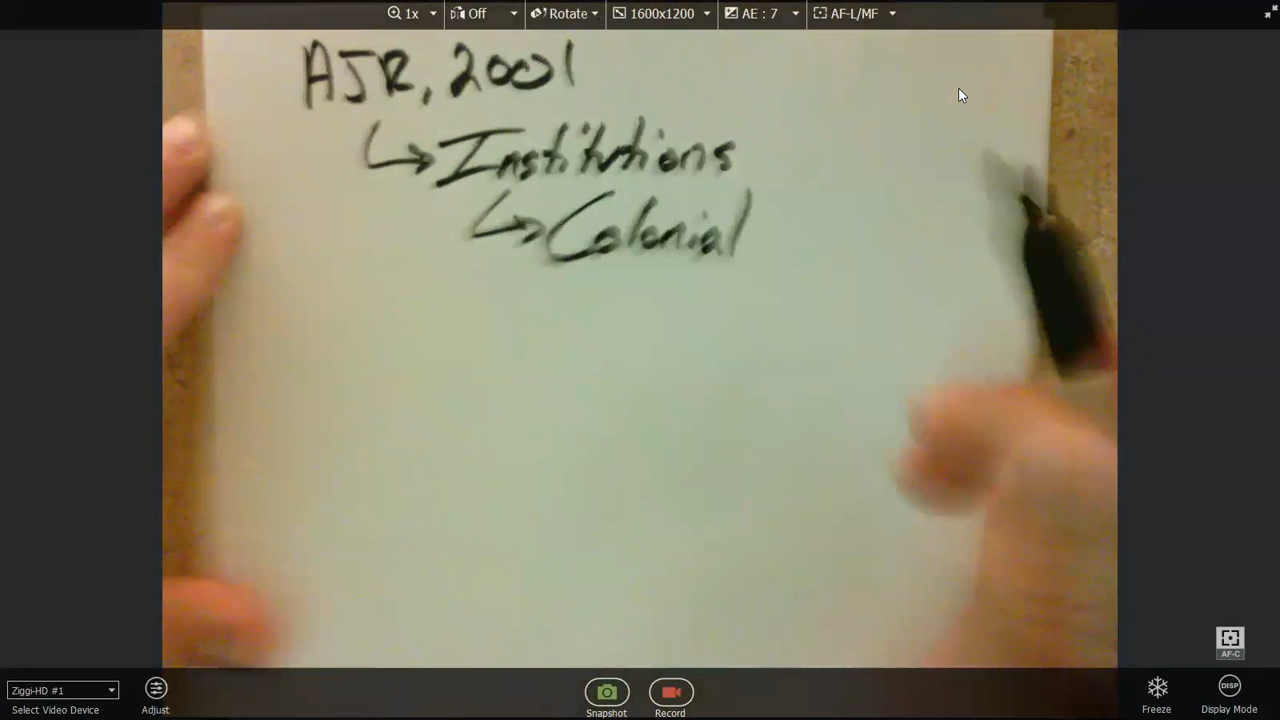 1x Off Rotate 1600x1200 AE : 7 AF-L/MF
AJR, 2001
↳ Institutions
↳ Colonial
AF-C
Ziggi-HD #1
Select Video Device
Adjust
Snapshot
Record
Freeze
DISP
Display Mode